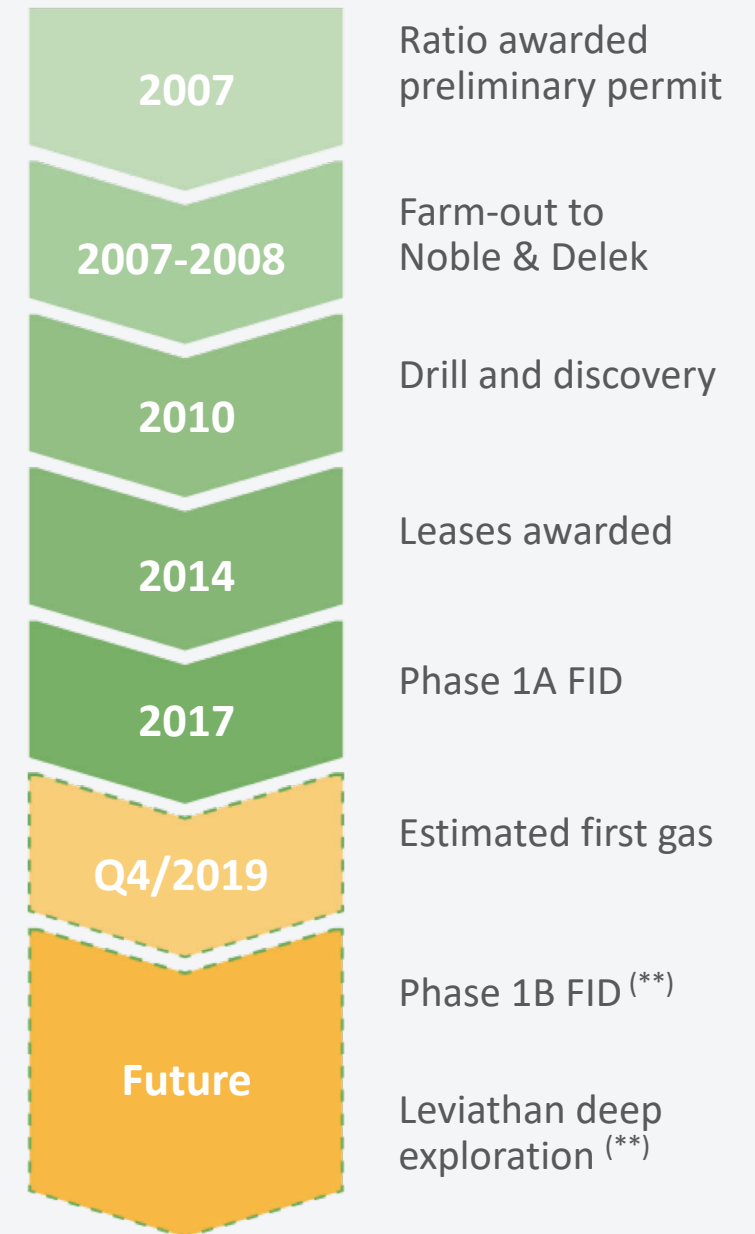 2007
Ratio awarded
preliminary permit
2007-2008
Farm-out to
Noble & Delek
2010
Drill and discovery
2014
Leases awarded
2017
Phase 1A FID
Q4/2019
Estimated first gas
Future
Phase 1B FID (**)
Leviathan deep
exploration (**)